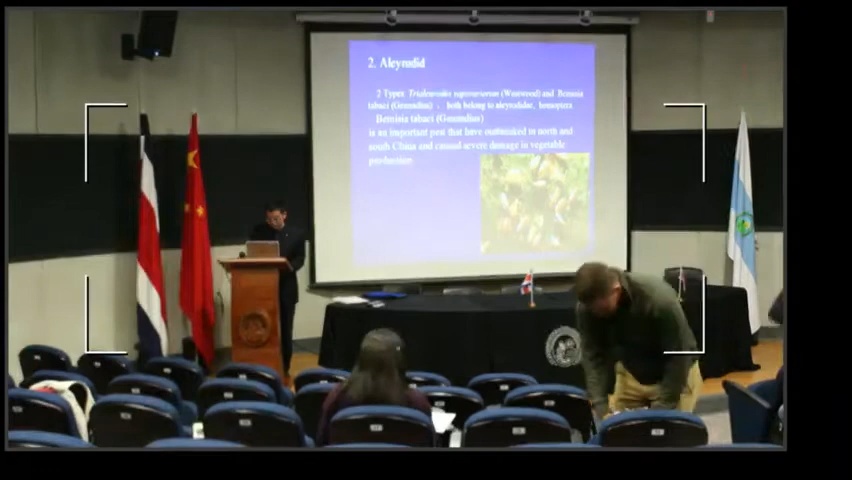 2. Aleyrodid
2 Types: Trialeurodes vaporariorum (Westwood) and Bemisia
tabaci (Gennadius) , both belong to aleyrodidae, homoptera
Bemisia tabaci (Gennadius)
is an important pest that have outbreaked in north and
south China and caused severe damage in vegetable
production